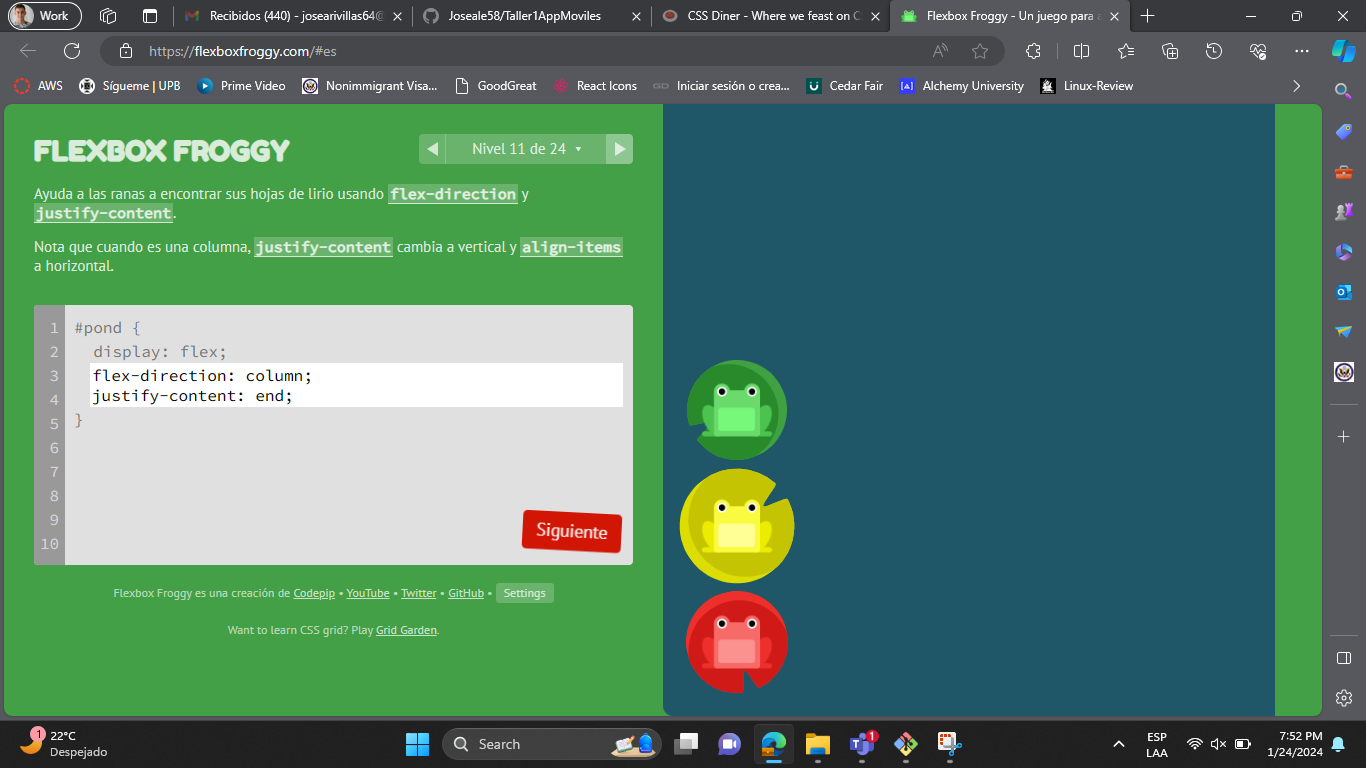 Work
Recibidos (440) - josearivillas64@
Joseale58/Taller1AppMoviles
CSS Diner - Where we feast on C
Flexbox Froggy - Un juego para a
https://flexboxfroggy.com/#es
AWS
Sígueme | UPB
Prime Video
Nonimmigrant Visa...
GoodGreat
React Icons
Iniciar sesión o crea...
Cedar Fair
Alchemy University
Linux-Review
FLEXBOX FROGGY
Nivel 11 de 24
Ayuda a las ranas a encontrar sus hojas de lirio usando flex-direction y
justify-content.
Nota que cuando es una columna, justify-content cambia a vertical y align-items
a horizontal.
1 #pond {
2 display: flex;
3 flex-direction: column;
4 justify-content: end;
5 }
6
7
8
9
10
Siguiente
Flexbox Froggy es una creación de Codepip • YouTube • Twitter • GitHub • Settings
Want to learn CSS grid? Play Grid Garden.
1
22°C
Despejado
Search
1
ESP
LAA
7:52 PM
1/24/2024